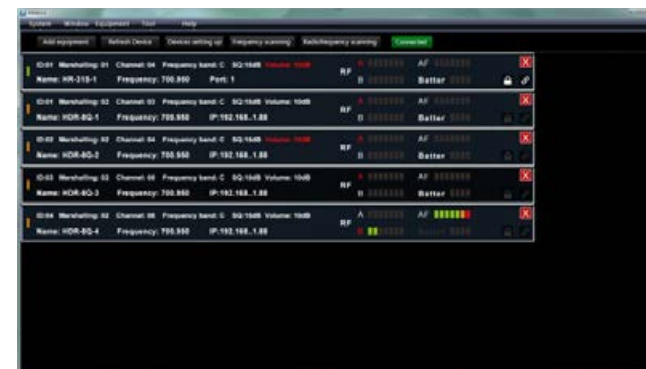 System Window Equipment Tool Help
Add equipment Refresh Device Devices setting up Frequency scanning Radiofrequency scanning Connected
ID:01 Marshalling: 01 Channel: 04 Frequency band: C SQ:10dB Volume: 10dB RF A AF X
Name: HR-31S-1 Frequency: 700.950 Port: 1 B Batter
ID:01 Marshalling: 02 Channel: 03 Frequency band: C SQ:10dB Volume: 10dB RF A AF X
Name: HDR-8Q-1 Frequency: 700.950 IP:192.168..1.88 B Batter
ID:02 Marshalling: 02 Channel: 04 Frequency band: C SQ:10dB Volume: 10dB RF A AF X
Name: HDR-8Q-2 Frequency: 700.950 IP:192.168..1.88 B Batter
ID:03 Marshalling: 02 Channel: 06 Frequency band: C SQ:10dB Volume: 10dB RF A AF X
Name: HDR-8Q-3 Frequency: 700.950 IP:192.168..1.88 B Batter
ID:04 Marshalling: 02 Channel: 08 Frequency band: C SQ:10dB Volume: 10dB RF A AF X
Name: HDR-8Q-4 Frequency: 700.950 IP:192.168..1.88 B